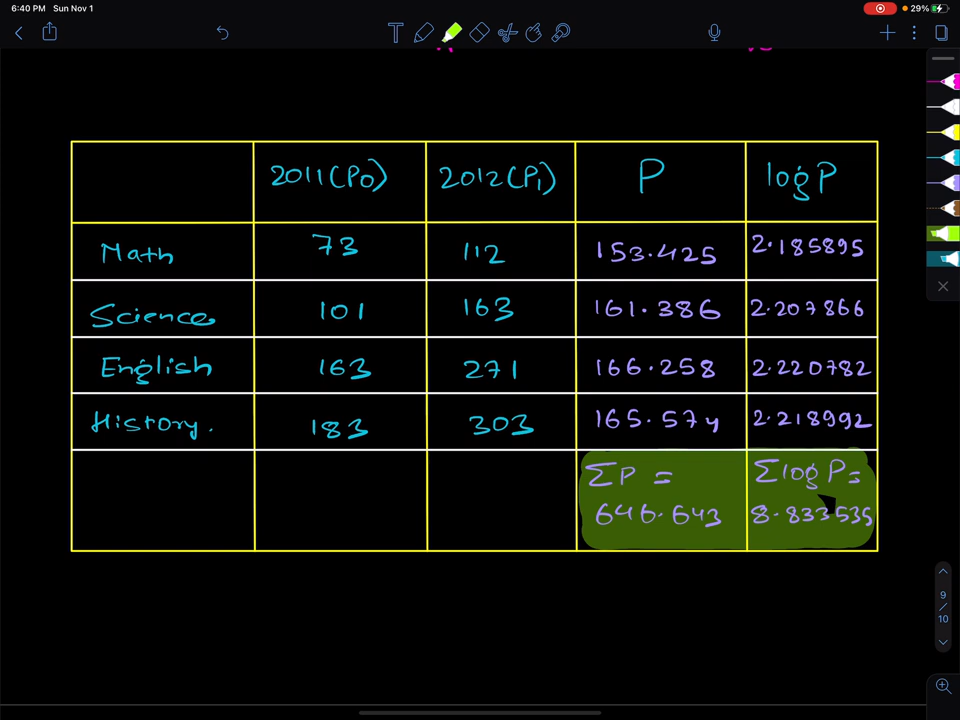 6:40 PM Sun Nov 1
29%
2011(P0) 2012(P1) P logP
Math 73 112 153.425 2.185895
Science 101 163 161.386 2.207866
English 163 271 166.258 2.220782
History. 183 303 165.574 2.218992
ΣP = ΣlogP=
646.643 8.833535
9
/
10